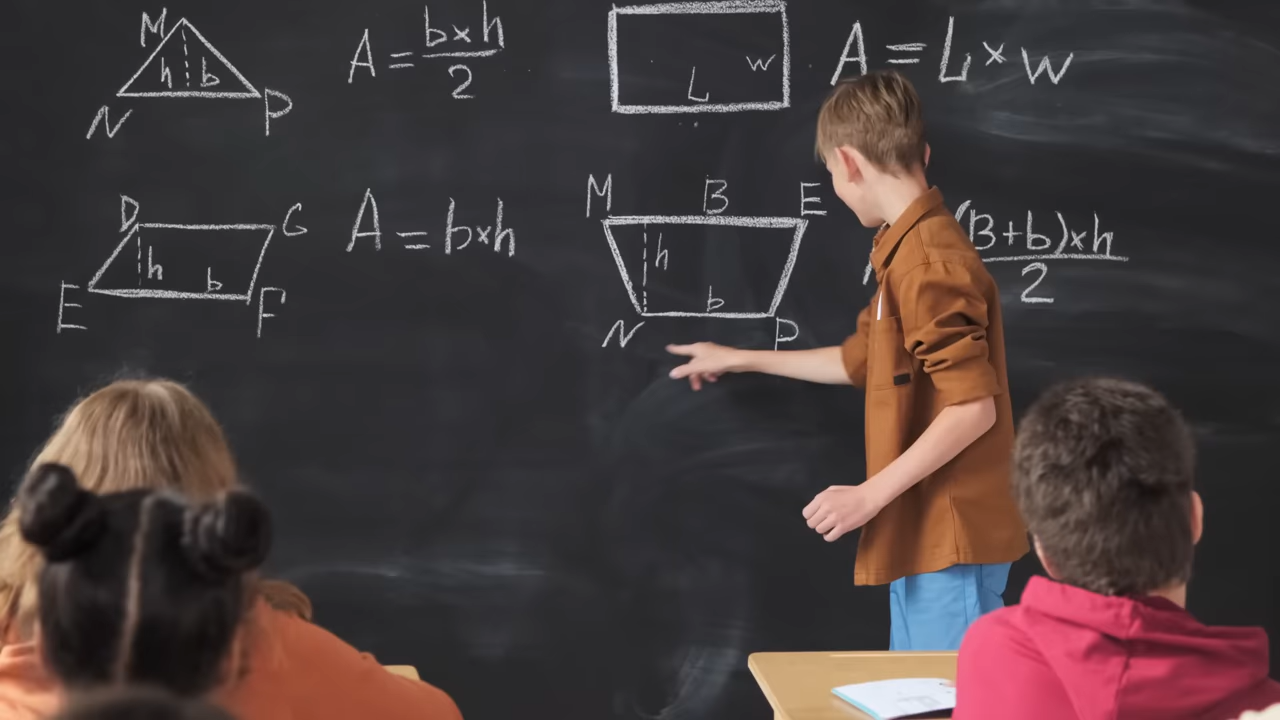 M
h b
N P
A = b×h / 2
L w
A = L × w
D G
h b
E F
A = b×h
M B E
h
b
N P
(B+b)×h / 2